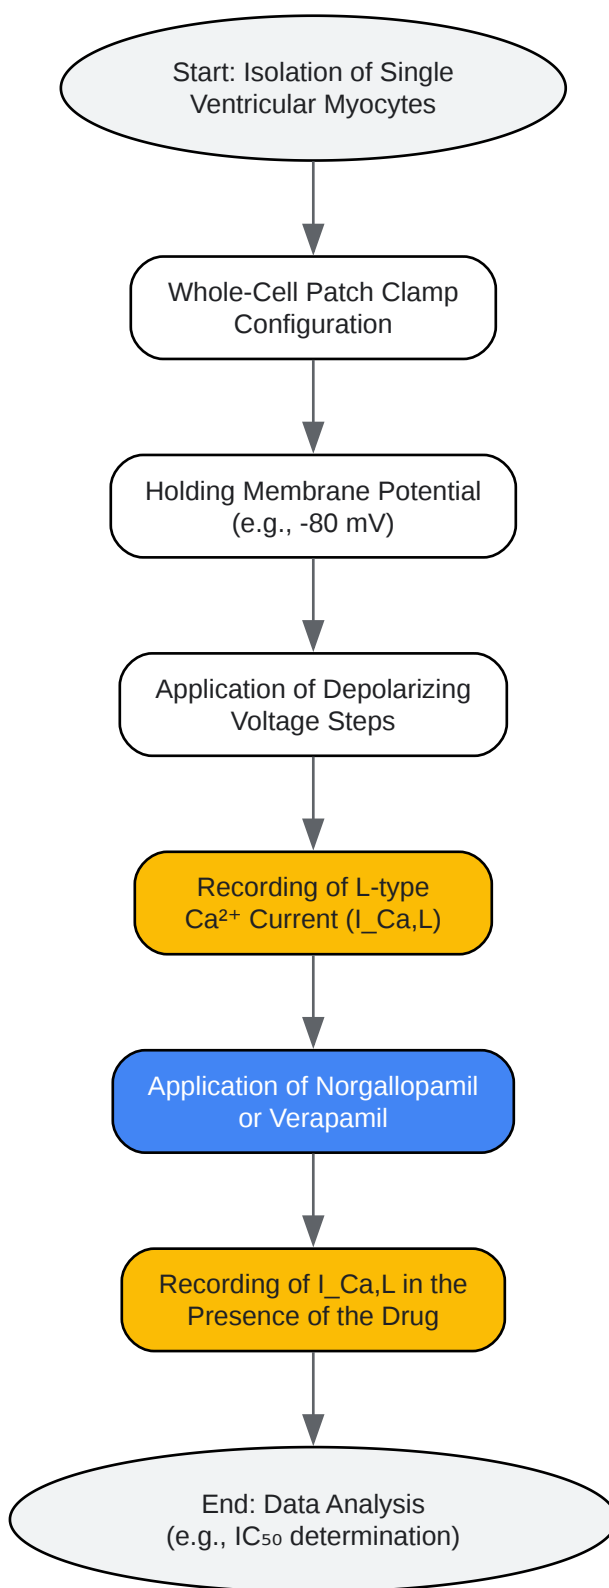 Start: Isolation of Single
Ventricular Myocytes
Whole-Cell Patch Clamp
Configuration
Holding Membrane Potential
(e.g., -80 mV)
Application of Depolarizing
Voltage Steps
Recording of L-type
Ca²⁺ Current (I_Ca,L)
Application of Norgallopamil
or Verapamil
Recording of I_Ca,L in the
Presence of the Drug
End: Data Analysis
(e.g., IC₅₀ determination)